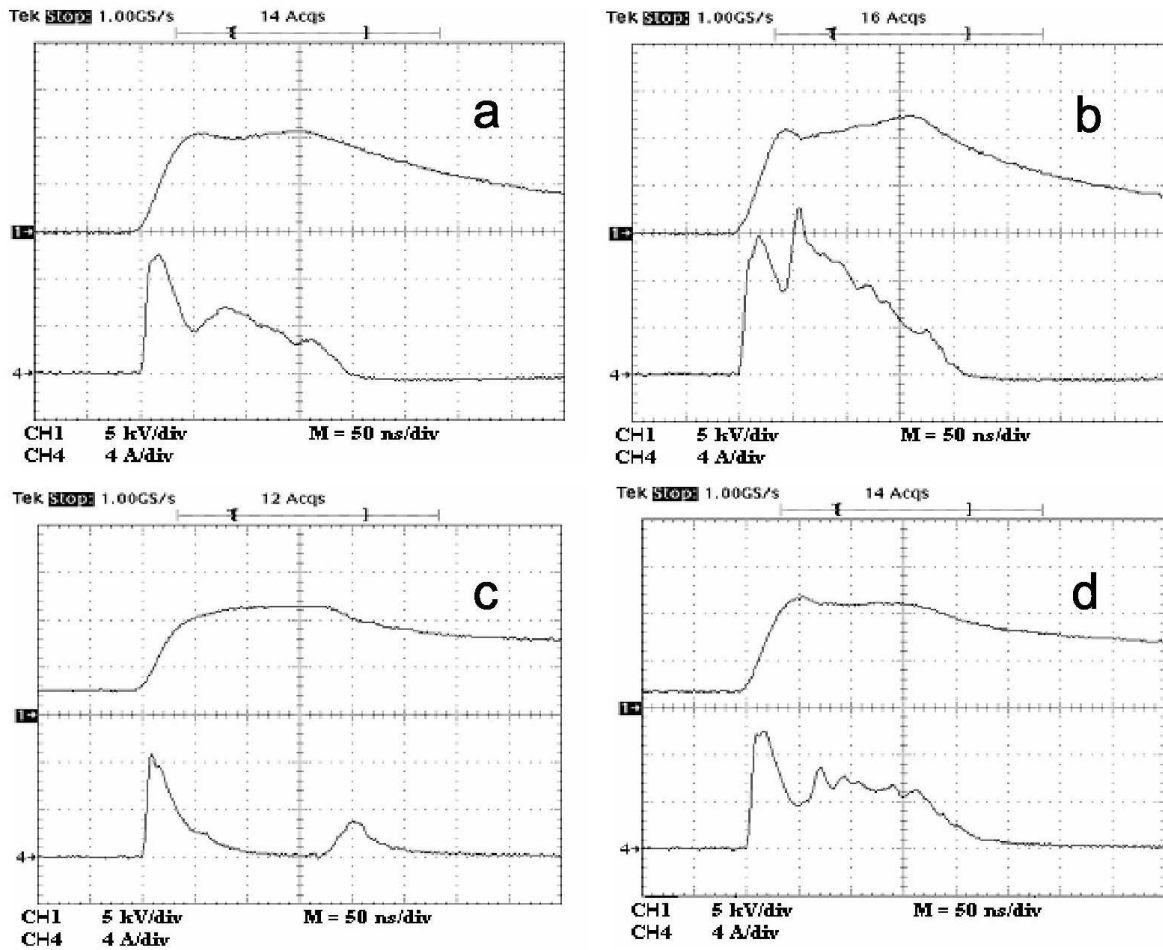 Tek Stop: 1.00GS/s 14 Acqs
a
1→
4→
CH1 5 kV/div M = 50 ns/div
CH4 4 A/div
Tek Stop: 1.00GS/s 16 Acqs
b
1→
4→
CH1 5 kV/div M = 50 ns/div
CH4 4 A/div
Tek Stop: 1.00GS/s 12 Acqs
c
1→
4→
CH1 5 kV/div M = 50 ns/div
CH4 4 A/div
Tek Stop: 1.00GS/s 14 Acqs
d
1→
4→
CH1 5 kV/div M = 50 ns/div
CH4 4 A/div